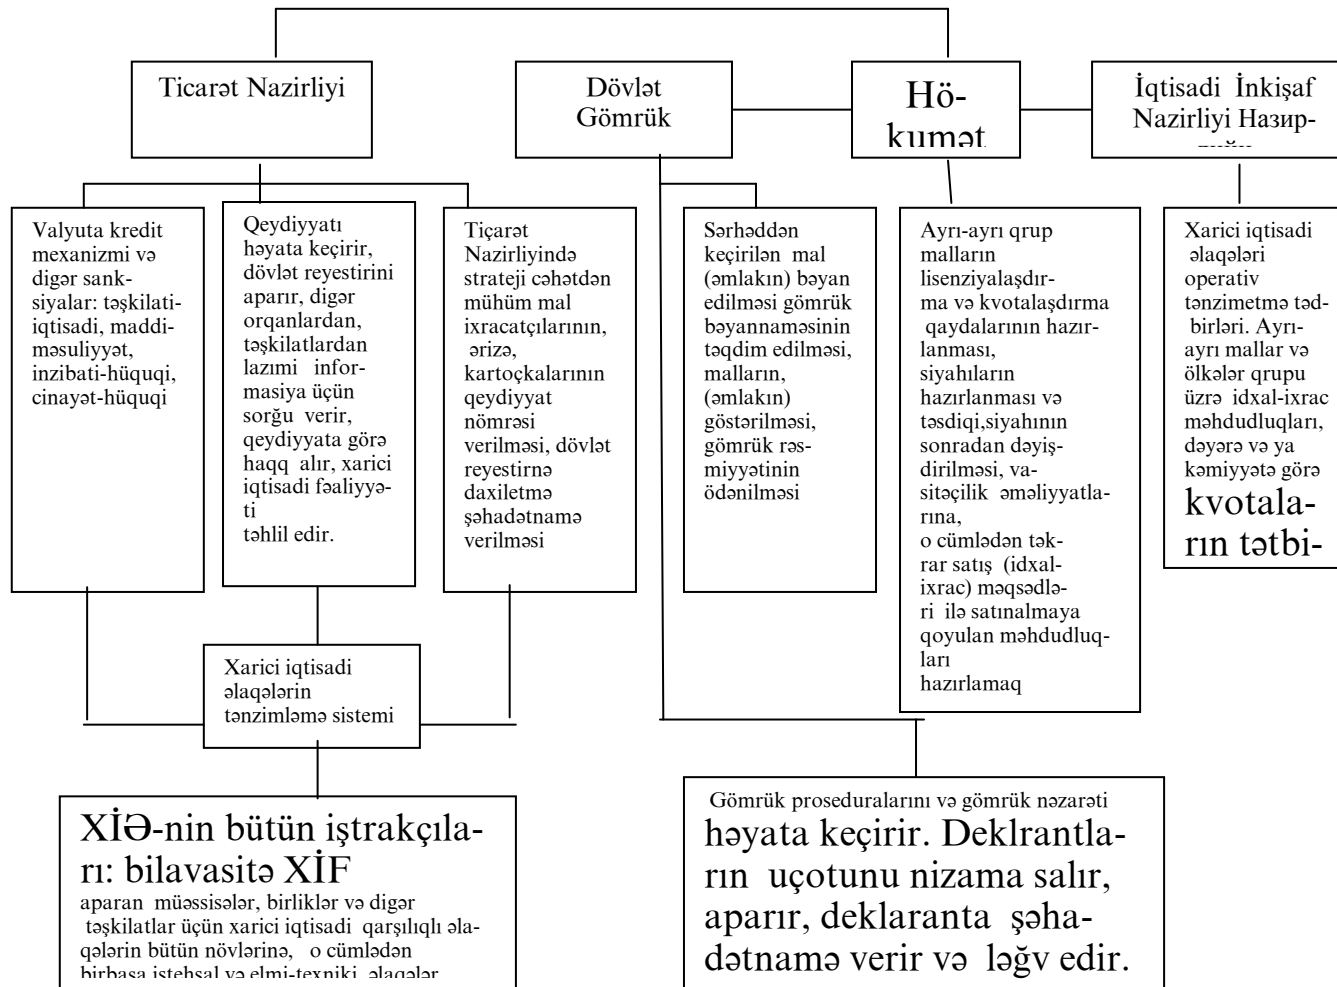 Ticarət Nazirliyi
Dövlət
Gömrük
Hö-
kumət
İqtisadi İnkişaf
Nazirliyi Назир-
Valyuta kredit
mexanizmi və
digər sank-
siyalar: təşkilati-
iqtisadi, maddi-
məsuliyyət,
inzibati-hüquqi,
cinayət-hüquqi
Qeydiyyatı
həyata keçirir,
dövlət reyestirini
aparır, digər
orqanlardan,
təşkilatlardan
lazımi infor-
masiya üçün
sorğu verir,
qeydiyyata görə
haqq alır, xarici
iqtisadi fəaliyyə-
ti
təhlil edir.
Tiçarət
Nazirliyində
strateji cəhətdən
mühüm mal
ixracatçılarının,
ərizə,
kartoçkalarının
qeydiyyat
nömrəsi
verilməsi, dövlət
reyestirnə
daxiletmə
şəhadətnamə
verilməsi
Sərhəddən
keçirilən mal
(əmlakın) bəyan
edilməsi gömrük
bəyannaməsinin
təqdim edilməsi,
malların,
(əmlakın)
göstərilməsi,
gömrük rəs-
miyyətinin
ödənilməsi
Ayrı-ayrı qrup
malların
lisenziyalaşdır-
ma və kvotalaşdırma
qaydalarının hazır-
lanması,
siyahıların
hazırlanması və
təsdiqi,siyahının
sonradan dəyiş-
dirilməsi, va-
sitəçilik əməliyyatla-
rına,
o cümlədən tək-
rar satış (idxal-
ixrac) məqsədlə-
ri ilə satınalmaya
qoyulan məhdudluq-
ları
hazırlamaq
Xarici iqtisadi
əlaqələri
operativ
tənzimetmə təd-
birləri. Ayrı-
ayrı mallar və
ölkələr qrupu
üzrə idxal-ixrac
məhdudluqları,
dəyərə və ya
kəmiyyətə görə
kvotala-
rın tətbi-
Xarici iqtisadi
əlaqələrin
tənzimləmə sistemi
XİƏ-nin bütün iştrakçıla-
rı: bilavasitə XİF
aparan müəssisələr, birliklər və digər
təşkilatlar üçün xarici iqtisadi qarşılıqlı əla-
qələrin bütün növlərinə, o cümlədən
birbaşa istehsal və elmi-texniki əlaqələr
Gömrük proseduralarını və gömrük nəzarəti
həyata keçirir. Deklrantla-
rın uçotunu nizama salır,
aparır, deklaranta şəha-
dətnamə verir və ləğv edir.